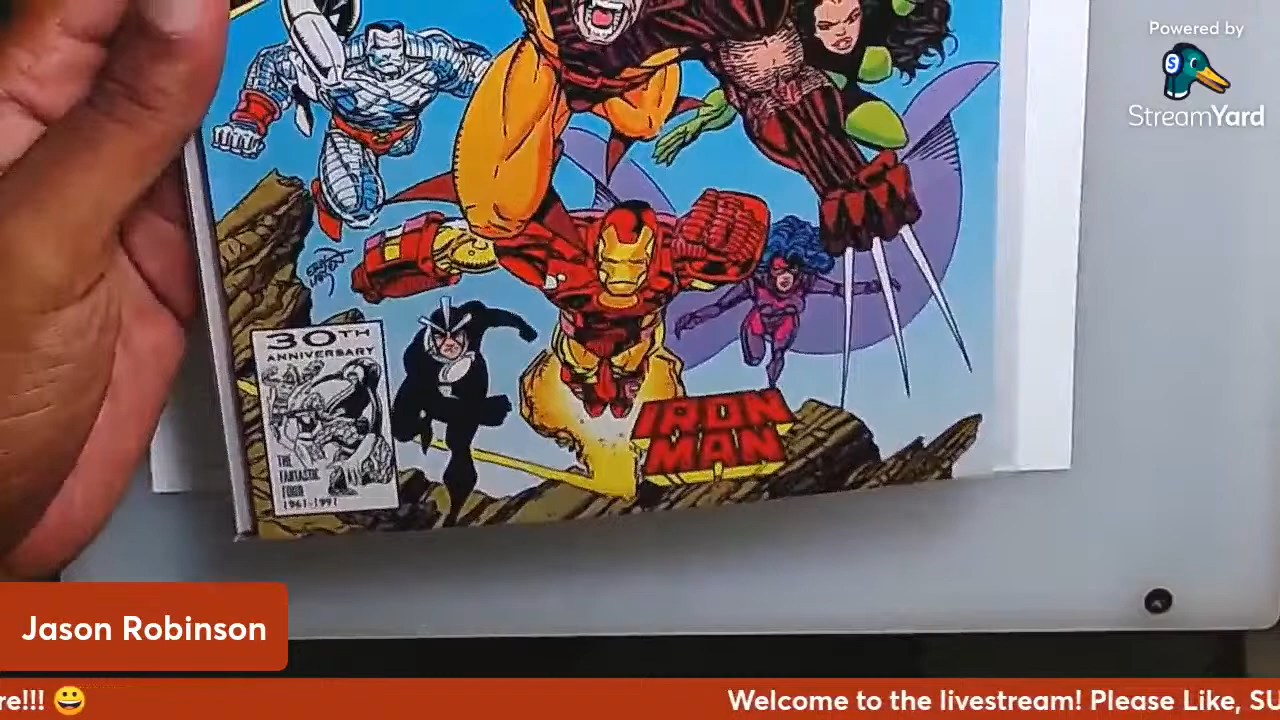 Powered by
S
StreamYard
30TH
ANNIVERSARY
THE
FANTASTIC
FOUR
1961-1991
IRON
MAN
Jason Robinson
re!!! 😀
Welcome to the livestream! Please Like, SU